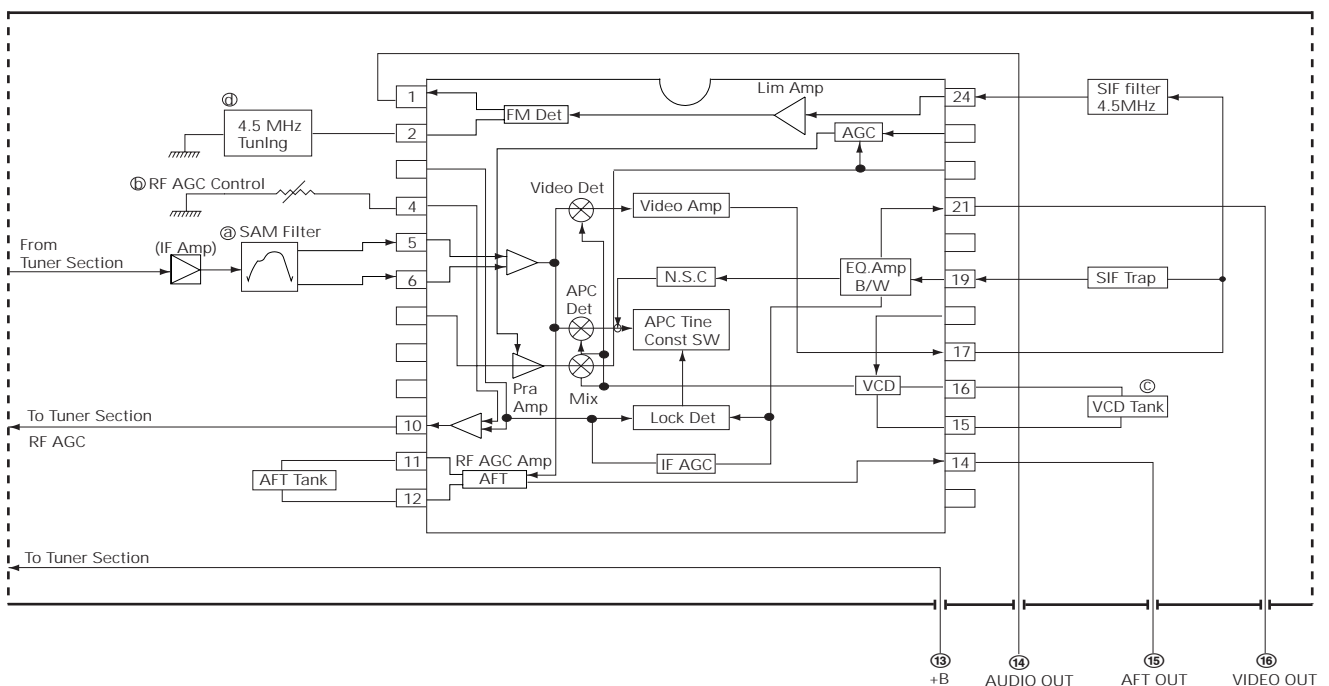 1
Lim Amp
24
SIF filter
4.5MHz
ⓓ
4.5 MHz
TunIng
2
FM Det
AGC
ⓑ RF AGC Control
4
Video Det
Video Amp
21
From
Tuner Section
(IF Amp)
ⓐ SAM Filter
5
6
N.S.C
EQ.Amp
B/W
19
SIF Trap
APC
Det
APC Tine
Const SW
17
Pra
Amp
Mix
VCD
16
ⓒ
VCD Tank
15
To Tuner Section
RF AGC
10
Lock Det
11
RF AGC Amp
IF AGC
14
AFT Tank
AFT
12
To Tuner Section
⑬
+B
⑭
AUDIO OUT
⑮
AFT OUT
⑯
VIDEO OUT